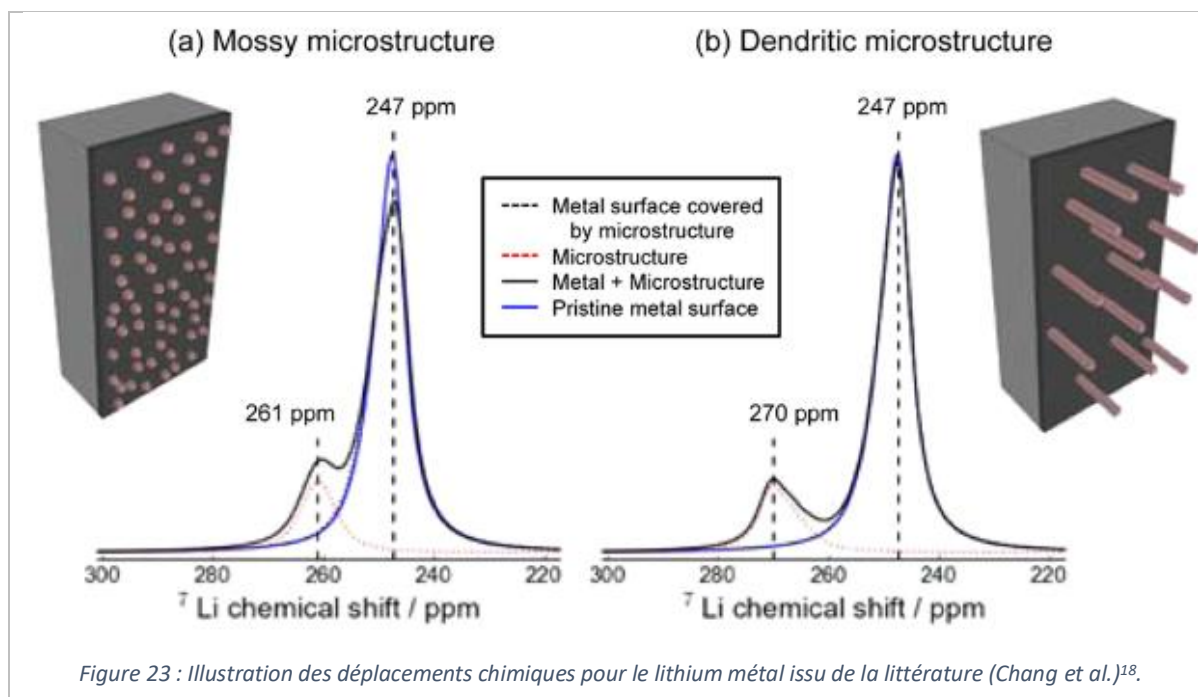 (a) Mossy microstructure
(b) Dendritic microstructure
247 ppm
247 ppm
Metal surface covered
by microstructure
Microstructure
Metal + Microstructure
Pristine metal surface
261 ppm
270 ppm
300 280 260 240 220
300 280 260 240 220
⁷ Li chemical shift / ppm
⁷ Li chemical shift / ppm
Figure 23 : Illustration des déplacements chimiques pour le lithium métal issu de la littérature (Chang et al.)¹⁸.